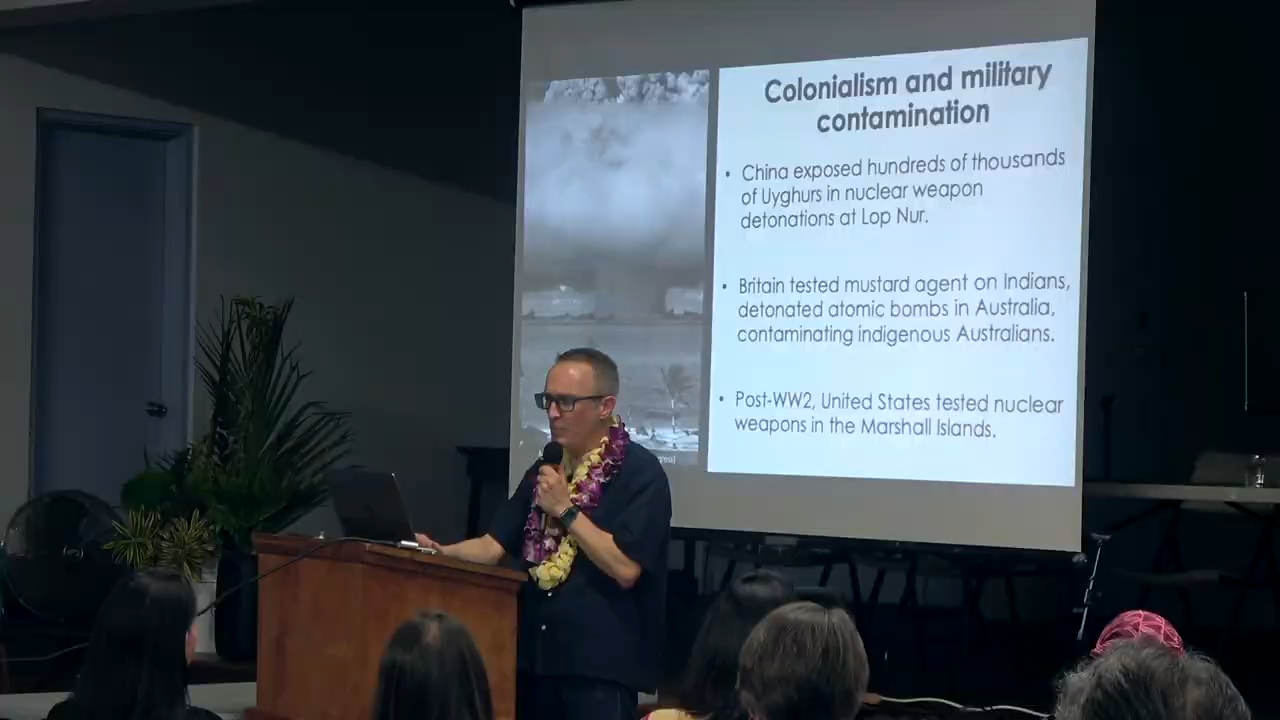 Colonialism and military
contamination
• China exposed hundreds of thousands
of Uyghurs in nuclear weapon
detonations at Lop Nur.
• Britain tested mustard agent on Indians,
detonated atomic bombs in Australia,
contaminating indigenous Australians.
• Post-WW2, United States tested nuclear
weapons in the Marshall Islands.